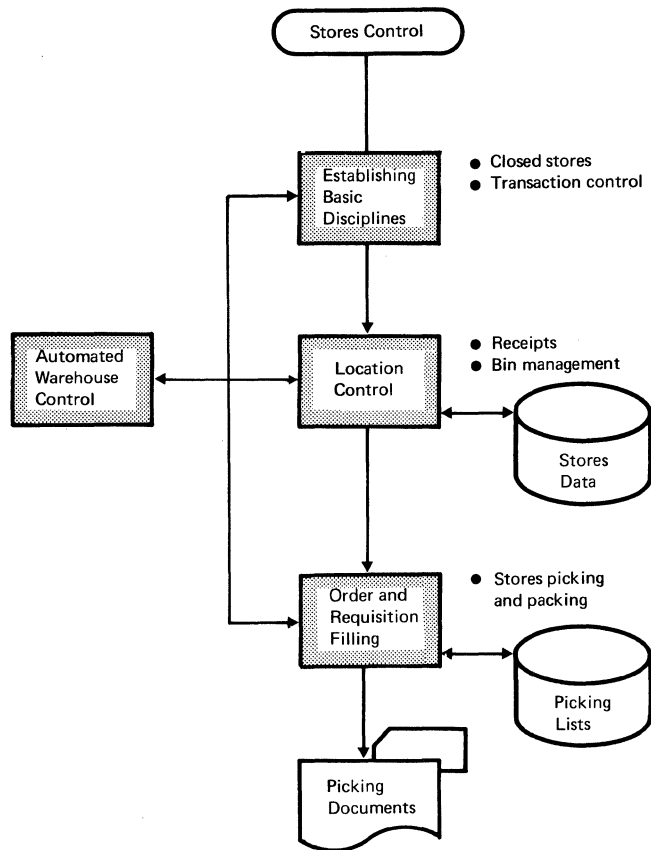 Stores Control
Establishing
Basic
Disciplines
● Closed stores
● Transaction control
Automated
Warehouse
Control
Location
Control
● Receipts
● Bin management
Stores
Data
Order and
Requisition
Filling
● Stores picking
and packing
Picking
Lists
Picking
Documents